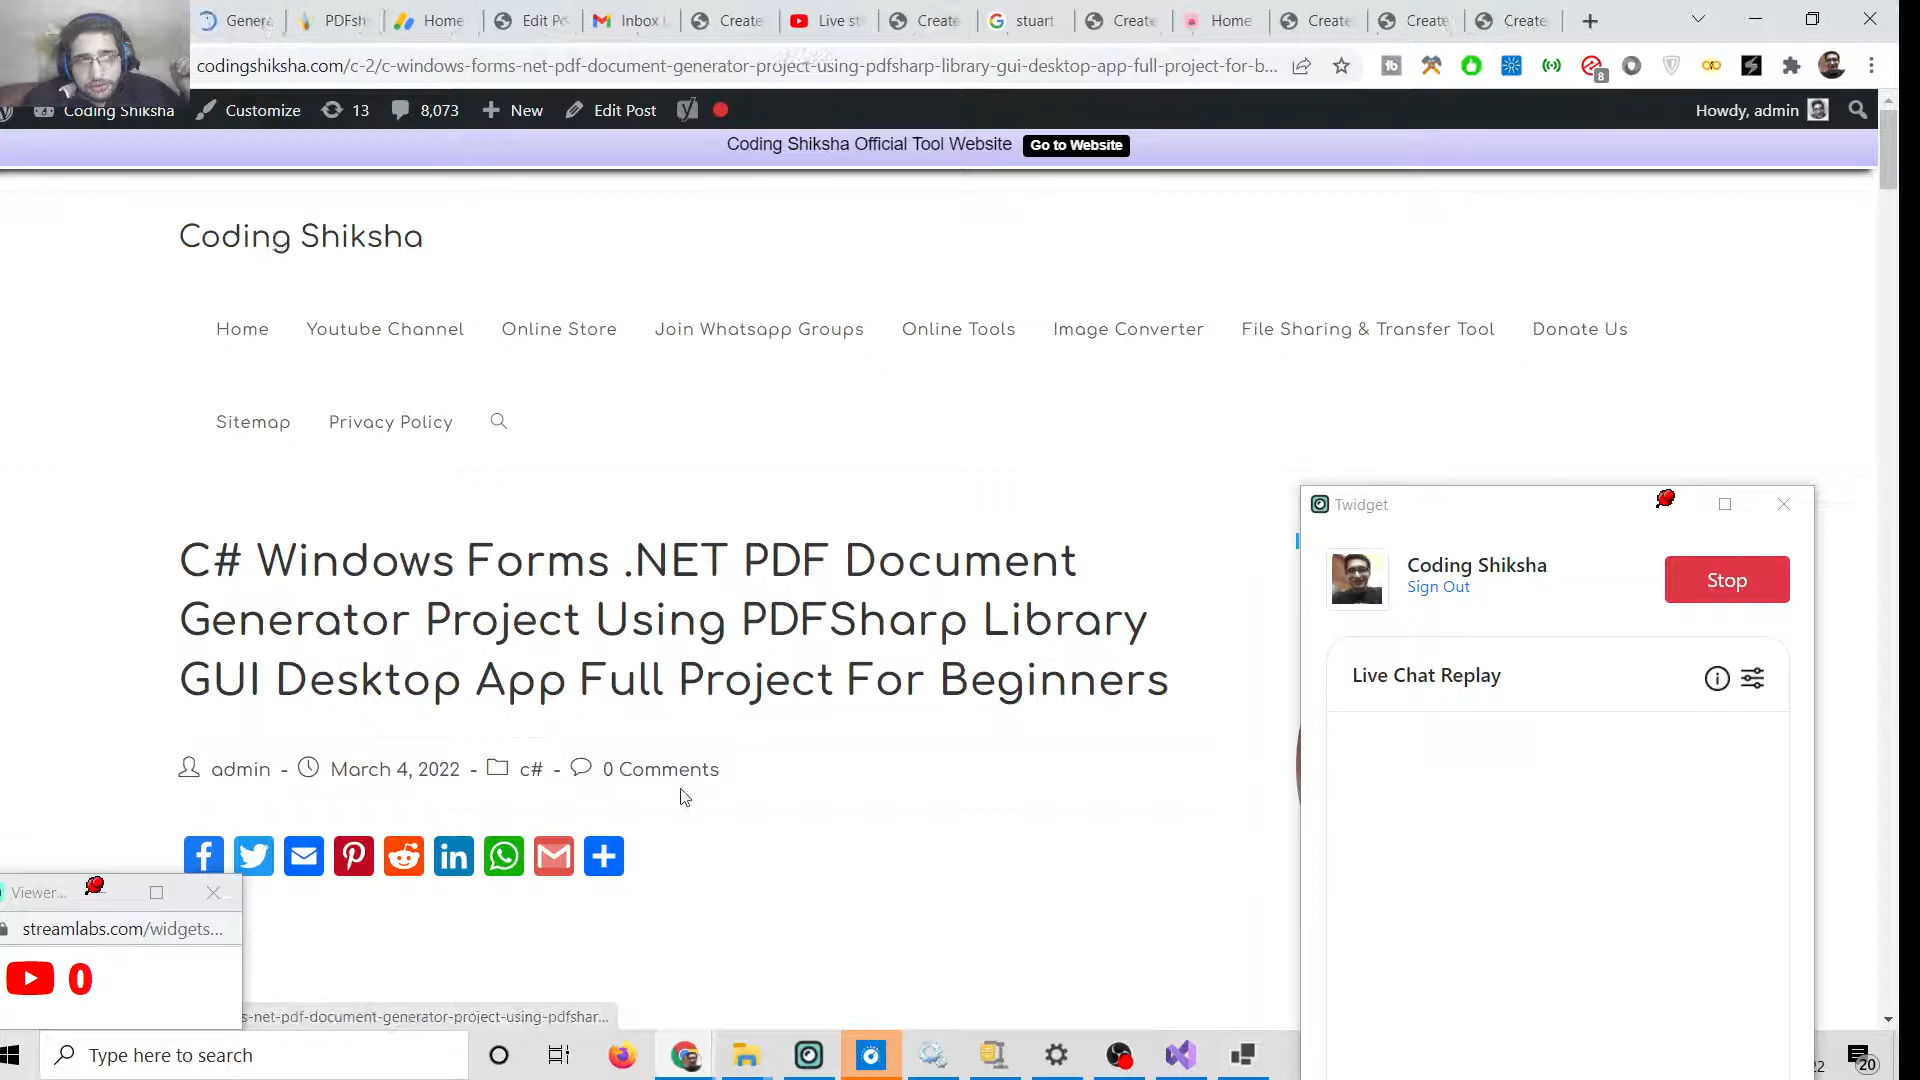 Genera
PDFsh
Home
Edit Po
Inbox
Create
Live st
Create
stuart
Create
Home
Create
Create
Create
codingshiksha.com/c-2/c-windows-forms-net-pdf-document-generator-project-using-pdfsharp-library-gui-desktop-app-full-project-for-b...
8
Coding Shiksha
Customize
13
8,073
New
Edit Post
Howdy, admin
Coding Shiksha Official Tool Website Go to Website
Coding Shiksha
Home
Youtube Channel
Online Store
Join Whatsapp Groups
Online Tools
Image Converter
File Sharing & Transfer Tool
Donate Us
Sitemap
Privacy Policy
C# Windows Forms .NET PDF Document
Generator Project Using PDFSharp Library
GUI Desktop App Full Project For Beginners
admin - March 4, 2022 - c# - 0 Comments
Twidget
Coding Shiksha
Sign Out
Stop
Live Chat Replay
Viewer...
streamlabs.com/widgets...
0
s-net-pdf-document-generator-project-using-pdfshar...
Type here to search
22
20